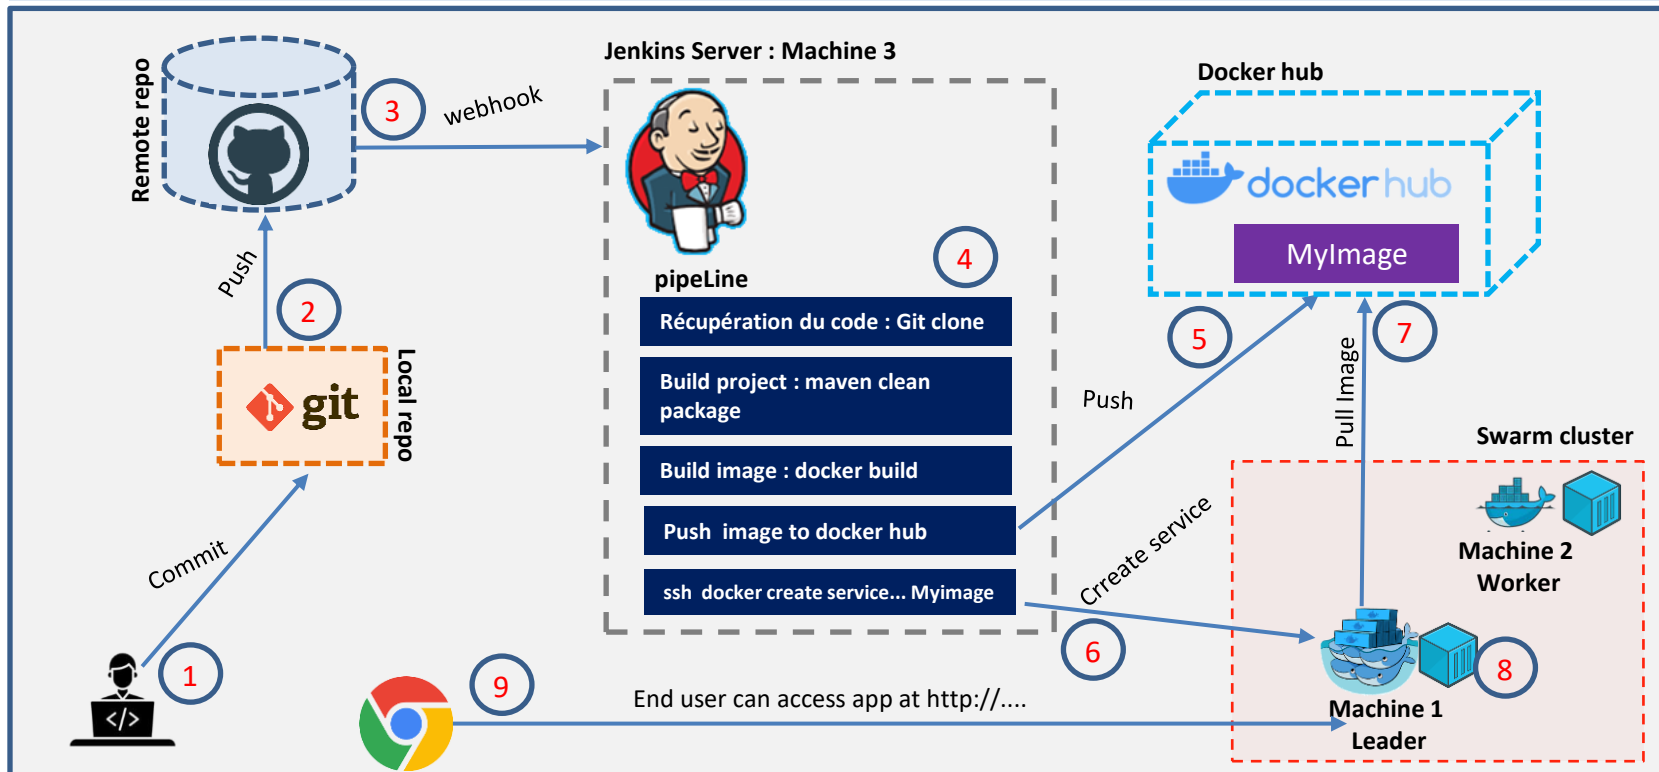 Jenkins Server : Machine 3
Docker hub
Remote repo
3
webhook
dockerhub
MyImage
4
pipeLine
Push
2
Récupération du code : Git clone
5
7
git
Local repo
Build project : maven clean
package
Push
Pull Image
Swarm cluster
Build image : docker build
Commit
Push image to docker hub
Crreate service
Machine 2
Worker
ssh docker create service... Myimage
1
6
8
9
End user can access app at http://....
</>
Machine 1
Leader